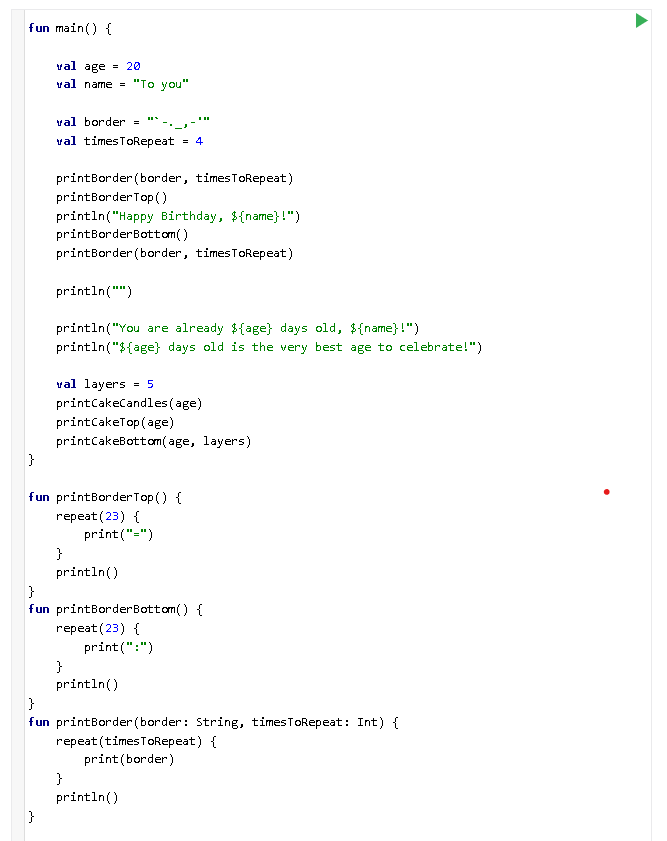 fun main() {
    val age = 20
    val name = "To you"
    val border = "`-._,-'"
    val timesToRepeat = 4
    printBorder(border, timesToRepeat)
    printBorderTop()
    println("Happy Birthday, ${name}!")
    printBorderBottom()
    printBorder(border, timesToRepeat)
    println("")
    println("You are already ${age} days old, ${name}!")
    println("${age} days old is the very best age to celebrate!")
    val layers = 5
    printCakeCandles(age)
    printCakeTop(age)
    printCakeBottom(age, layers)
}
fun printBorderTop() {
    repeat(23) {
        print("=")
    }
    println()
}
fun printBorderBottom() {
    repeat(23) {
        print(":")
    }
    println()
}
fun printBorder(border: String, timesToRepeat: Int) {
    repeat(timesToRepeat) {
        print(border)
    }
    println()
}